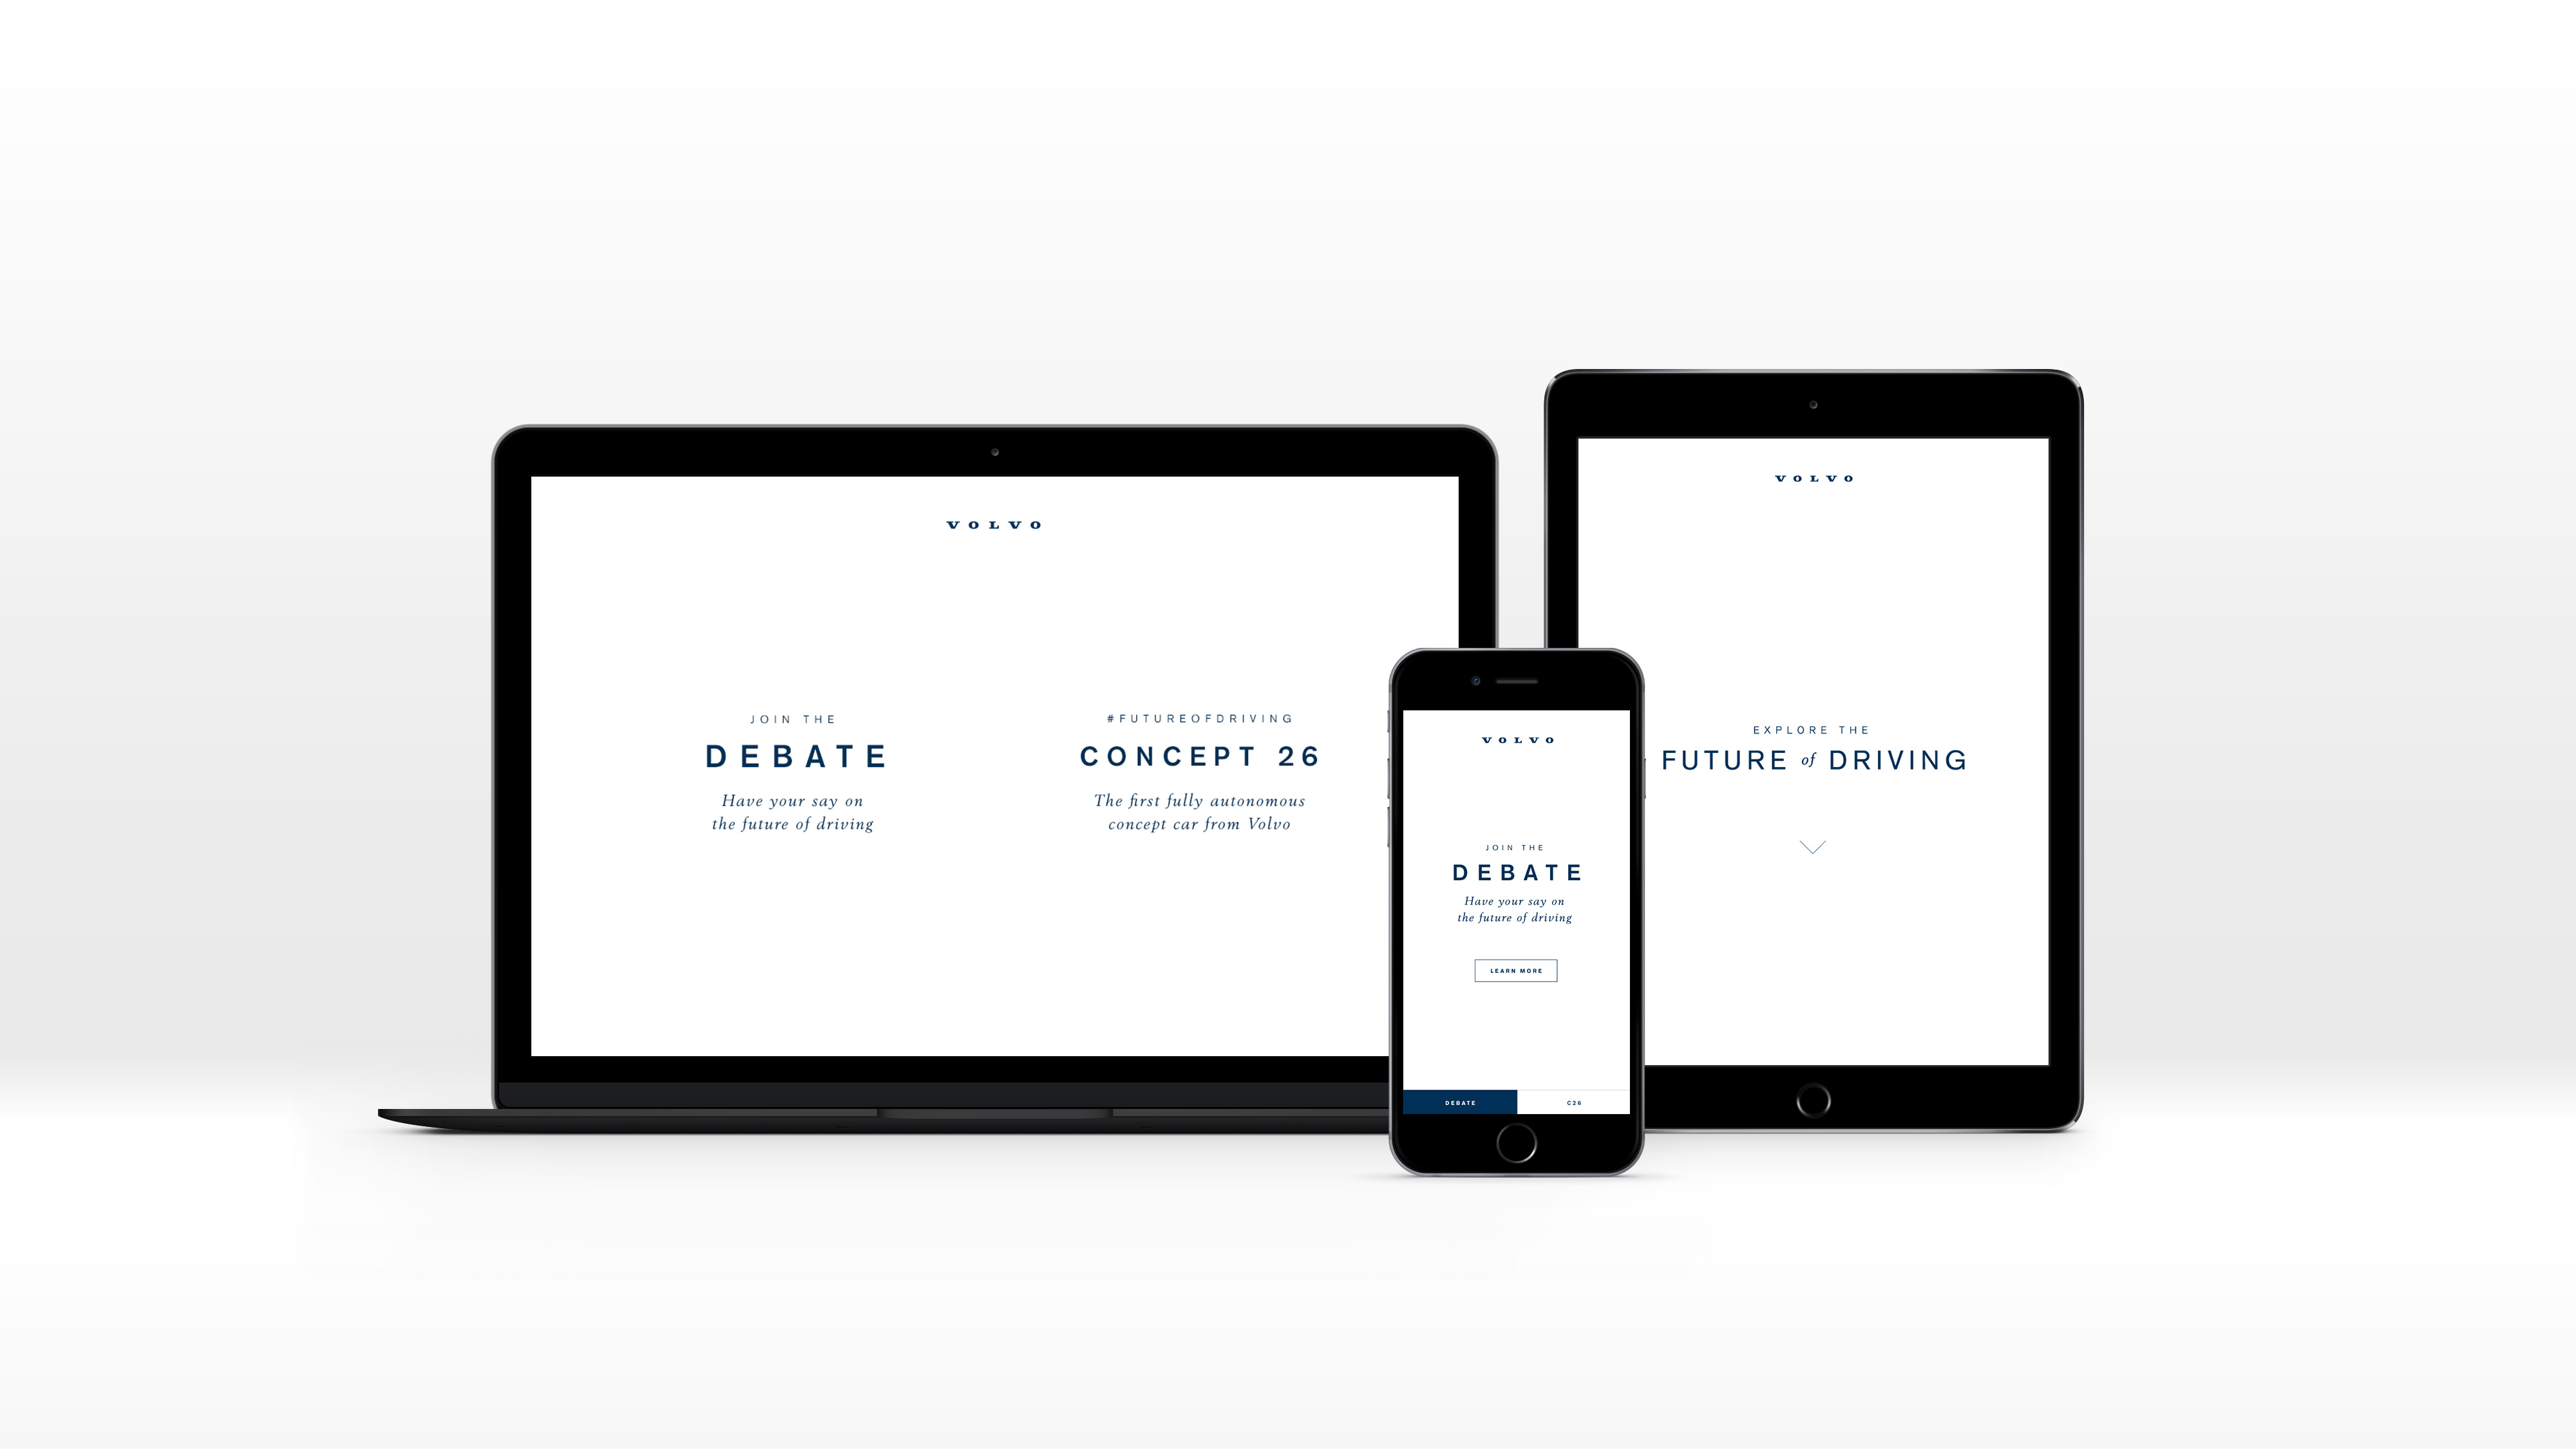 VOLVO
JOIN THE
DEBATE
Have your say on
the future of driving
#FUTUREOFDRIVING
CONCEPT 26
The first fully autonomous
concept car from Volvo
VOLVO
JOIN THE
DEBATE
Have your say on
the future of driving
LEARN MORE
DEBATE
C26
VOLVO
EXPLORE THE
FUTURE of DRIVING